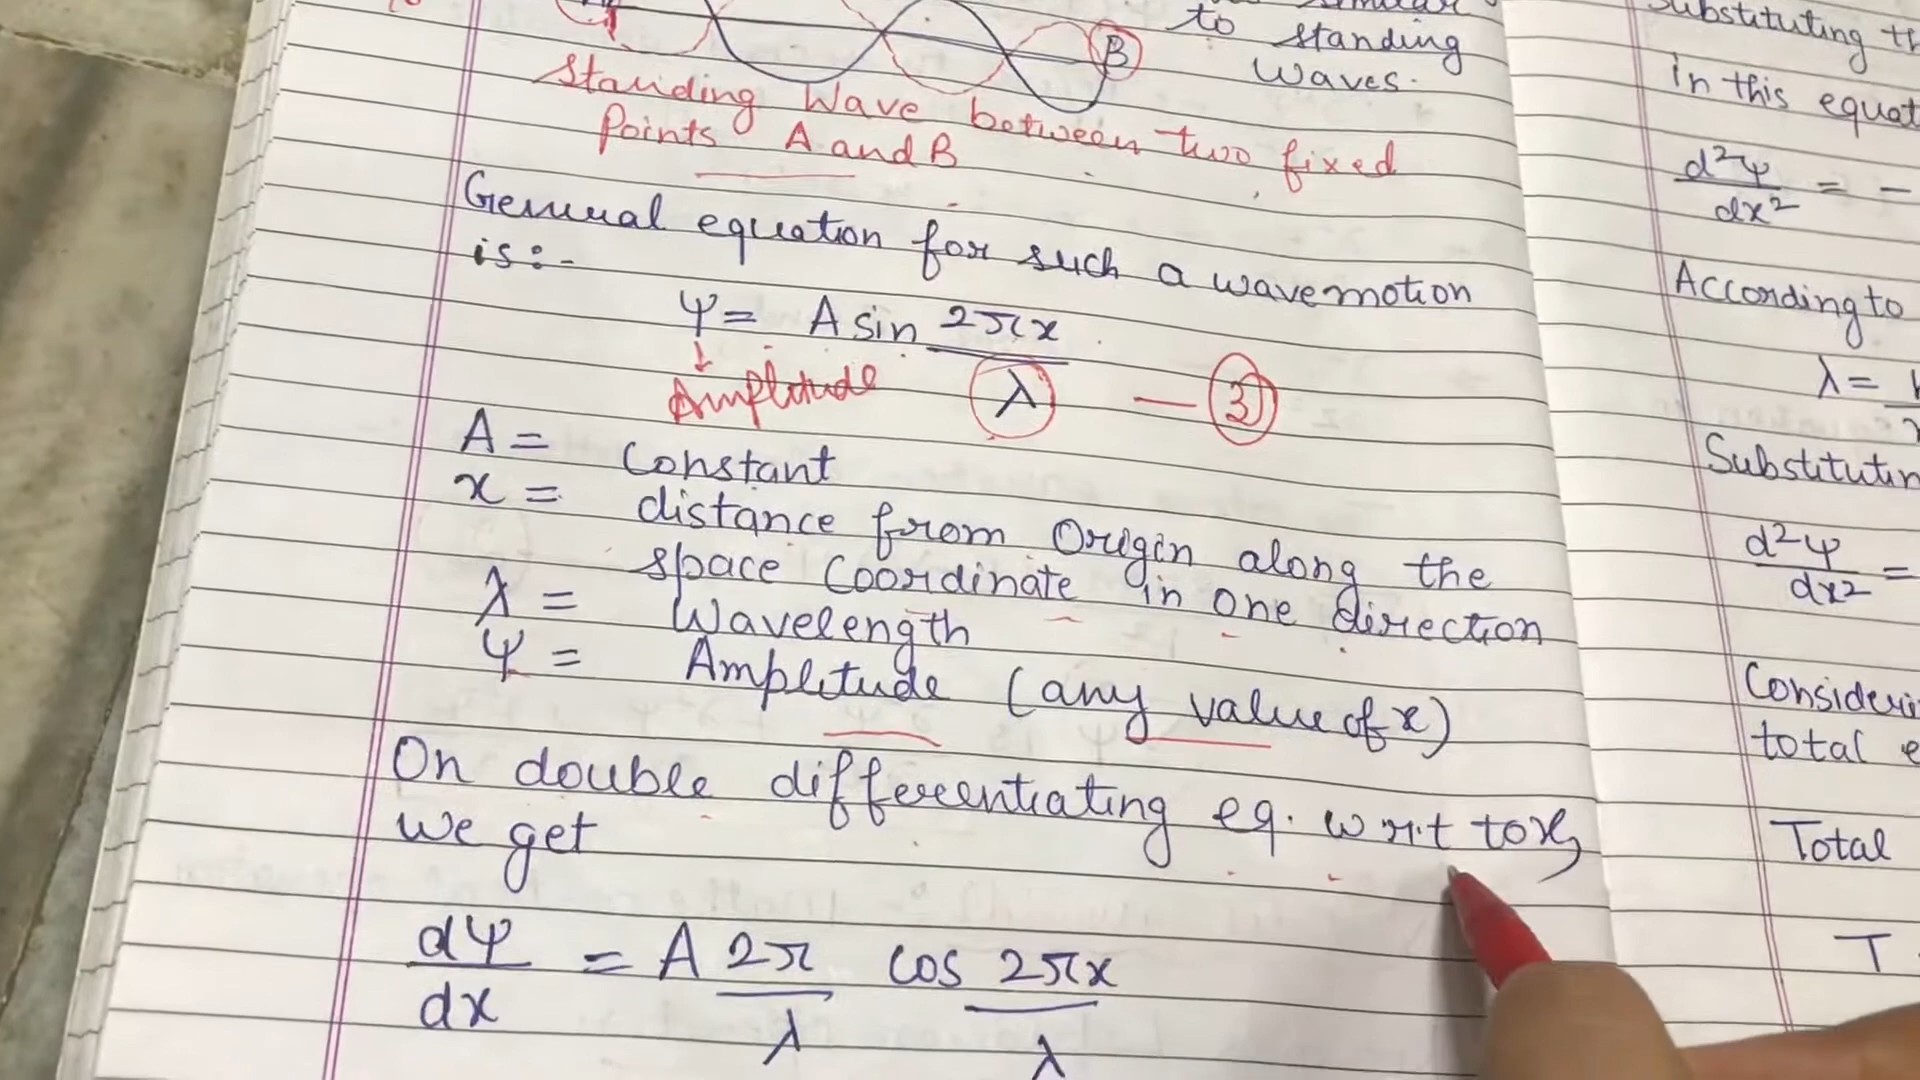 to standing
waves.
B
Standing Wave between two fixed
Points A and B
General equation for such a wavemotion
is:-
ψ = A sin 2πx
λ — 3
Amplitude
A = Constant
x = distance from Origin along the
space Coordinate in one direction
λ = Wavelength
ψ = Amplitude (any value of x)
On double differentiating eq. w r.t to x,
we get
dψ = A 2π cos 2πx
dx λ λ
Substituting th
in this equat
d²ψ = -
dx²
According to
λ =
Substitutin
d²ψ =
dx²
Consideri
total e
Total
T